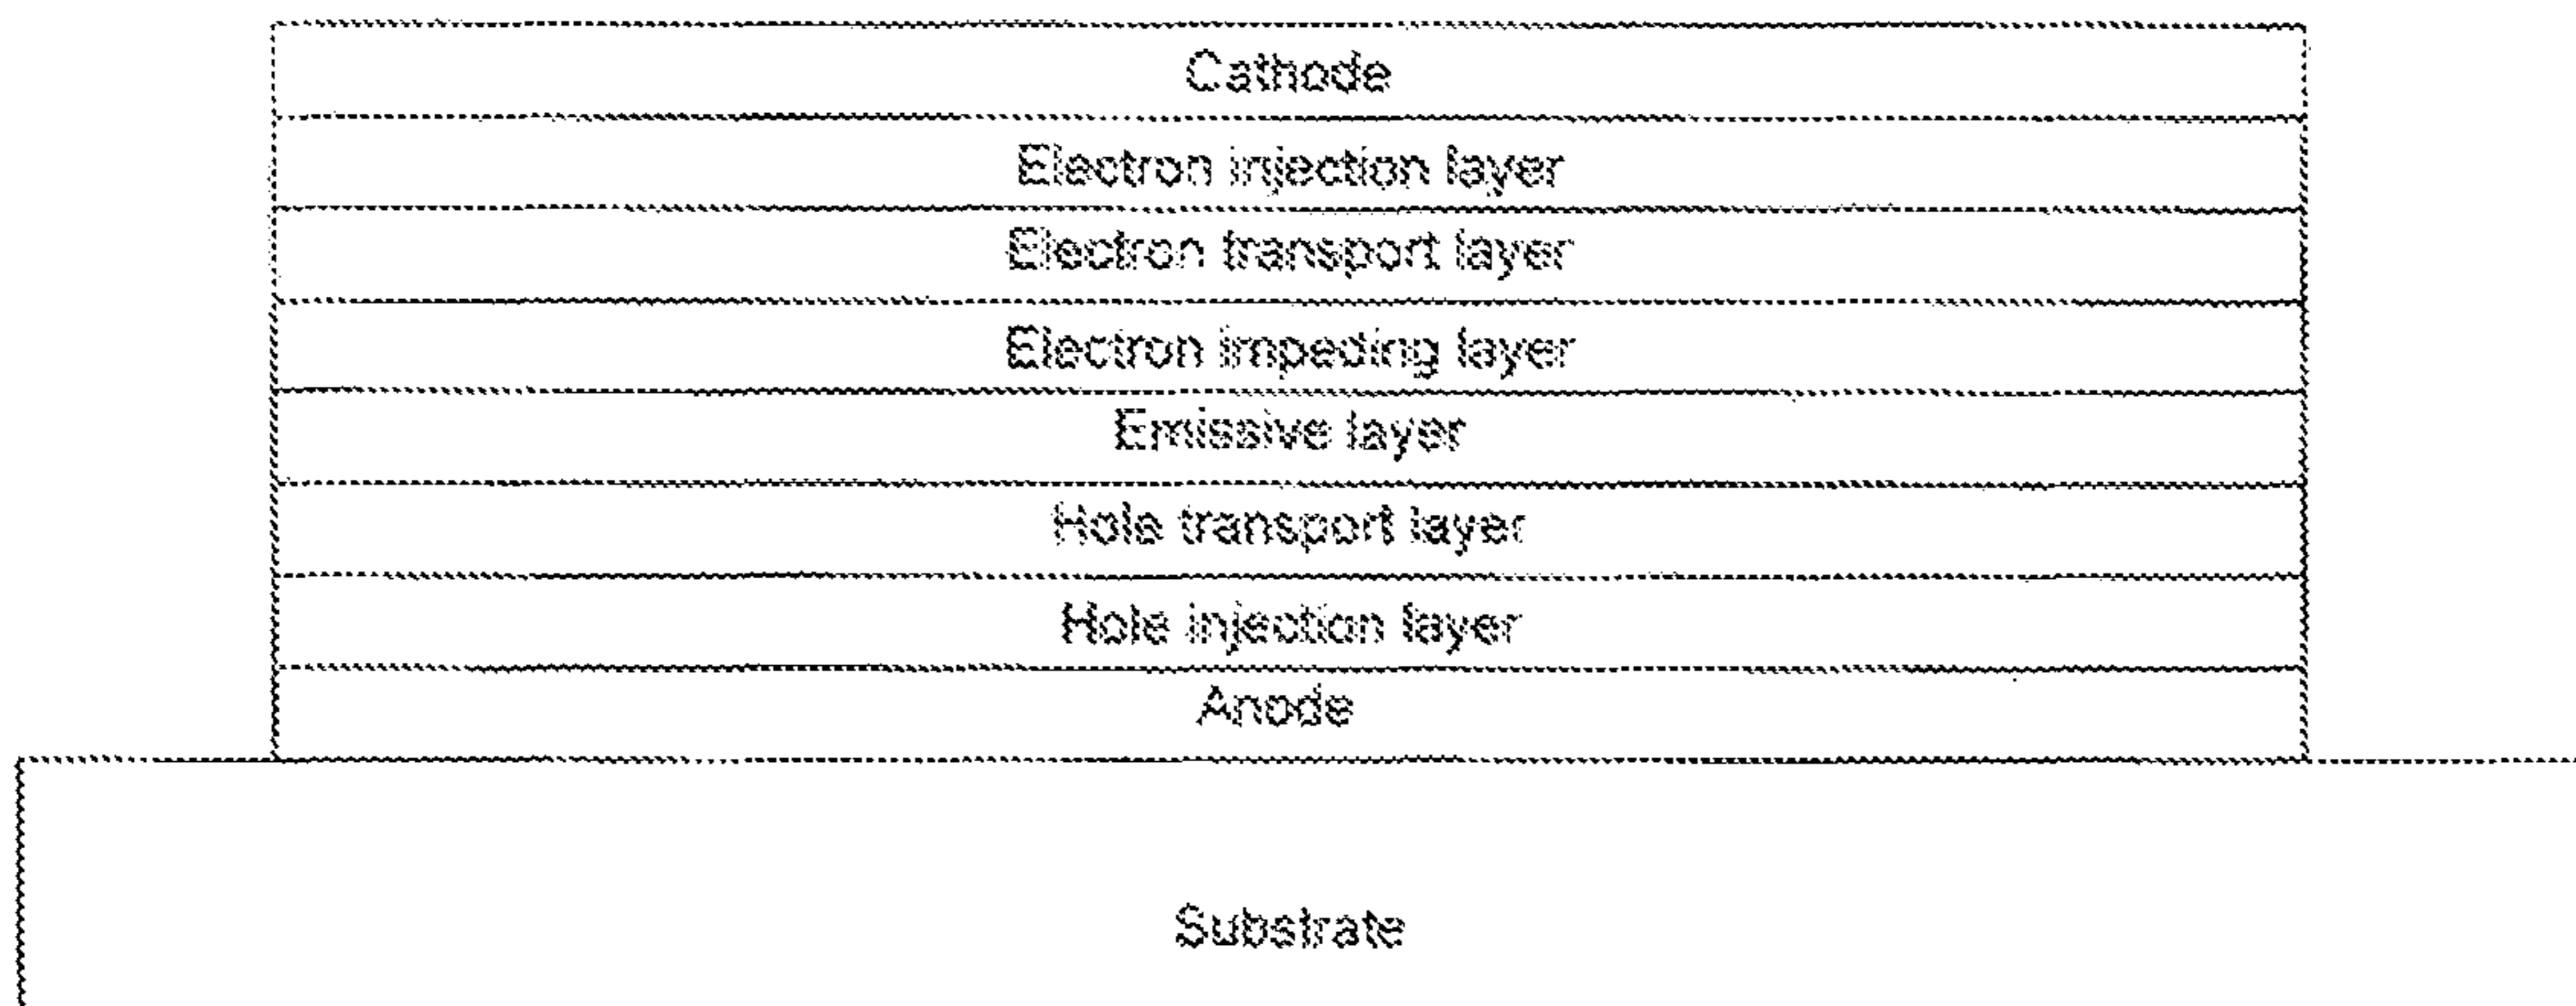 Cathode
Electron injection layer
Electron transport layer
Electron impeding layer
Emissive layer
Hole transport layer
Hole injection layer
Anode
Substrate